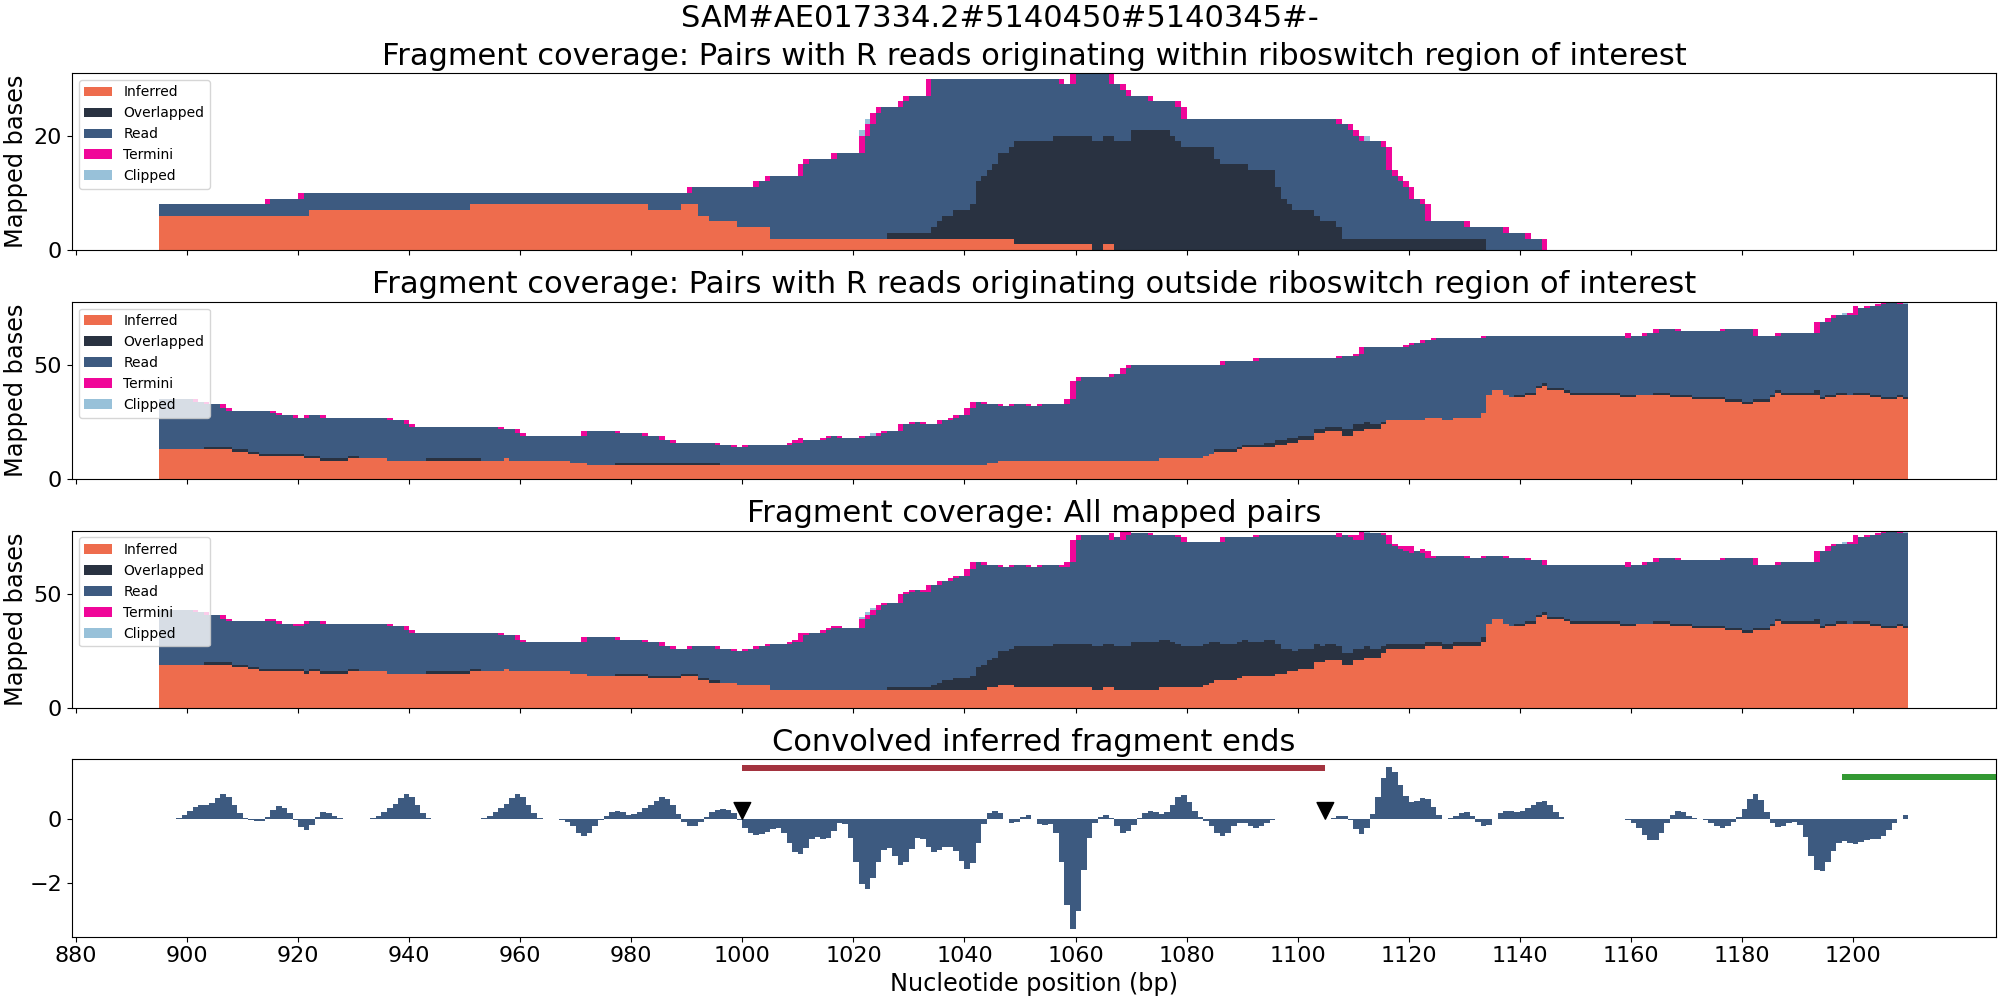 SAM#AE017334.2#5140450#5140345#-
Fragment coverage: Pairs with R reads originating within riboswitch region of interest
Mapped bases
20
0
Inferred
Overlapped
Read
Termini
Clipped
Fragment coverage: Pairs with R reads originating outside riboswitch region of interest
Mapped bases
50
0
Inferred
Overlapped
Read
Termini
Clipped
Fragment coverage: All mapped pairs
Mapped bases
50
0
Inferred
Overlapped
Read
Termini
Clipped
Convolved inferred fragment ends
0
−2
880 900 920 940 960 980 1000 1020 1040 1060 1080 1100 1120 1140 1160 1180 1200
Nucleotide position (bp)